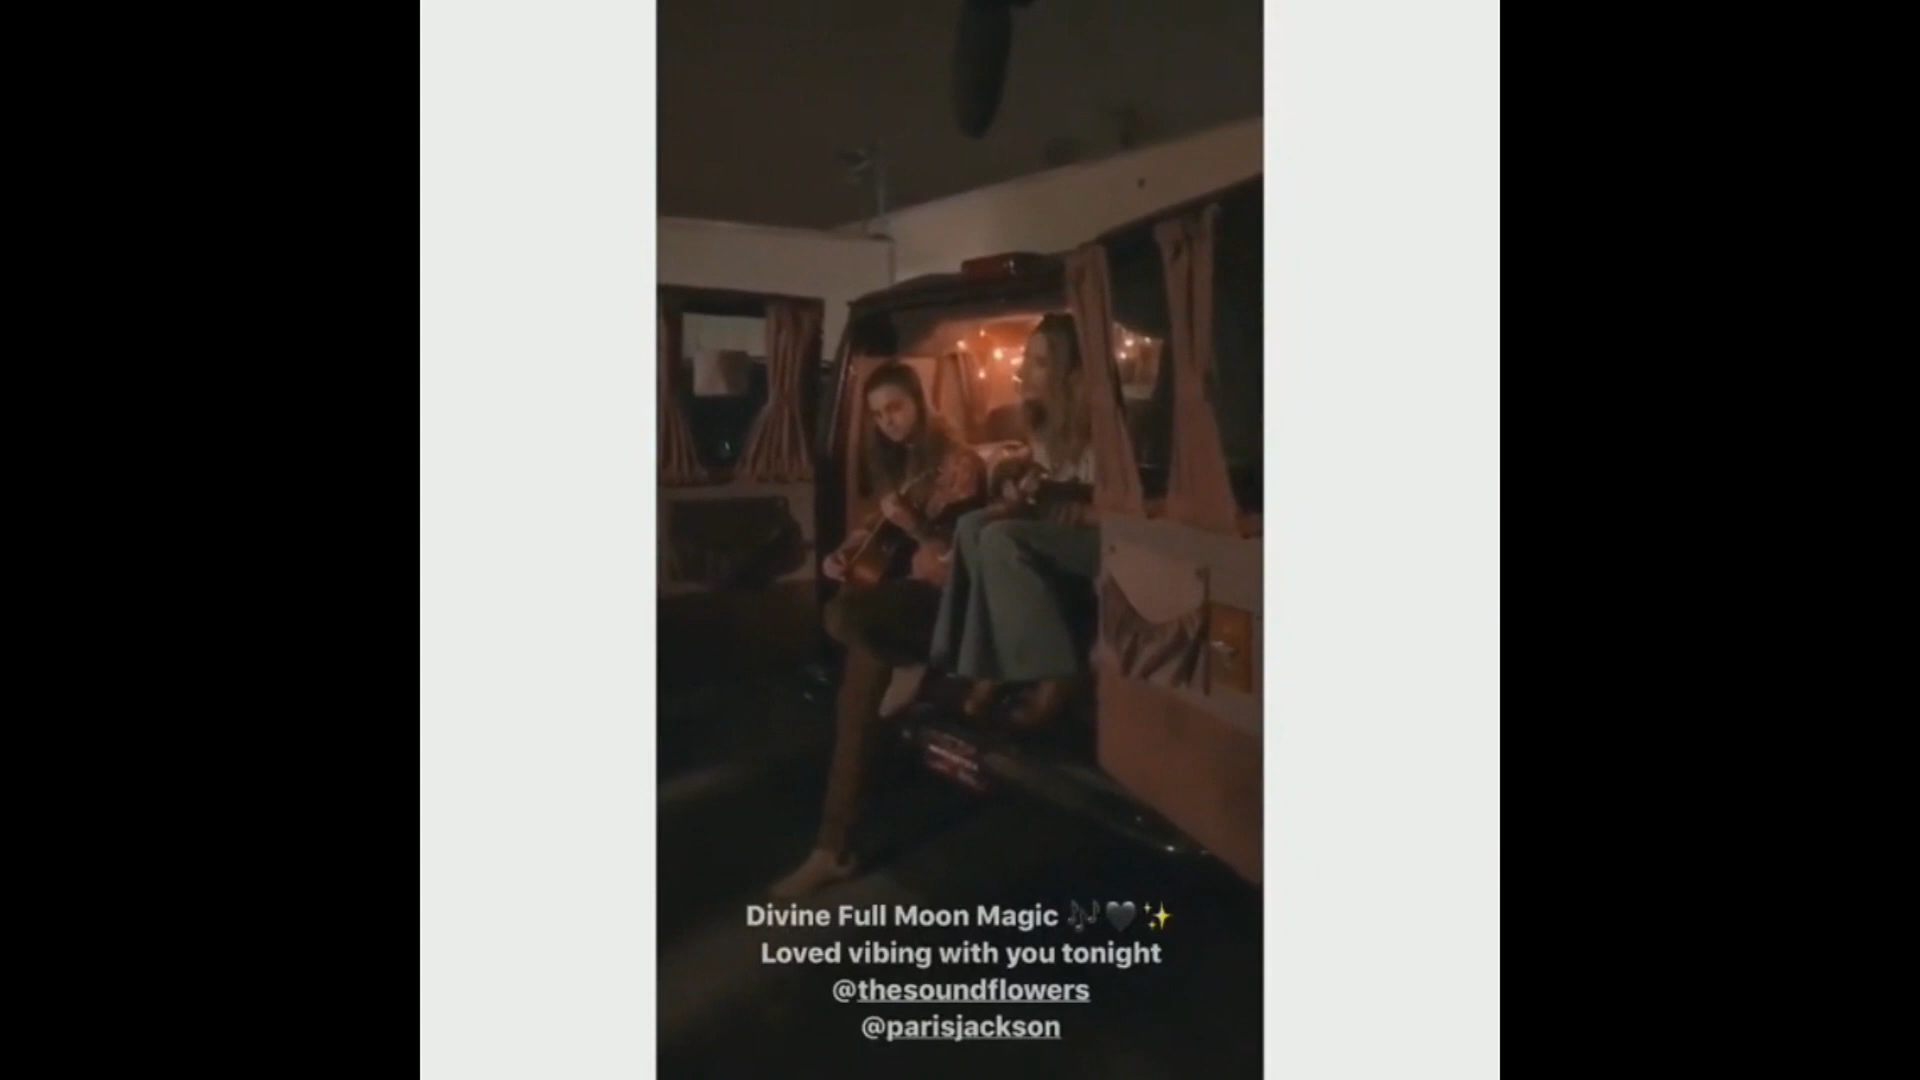 Divine Full Moon Magic 🎶🖤✨
Loved vibing with you tonight
@thesoundflowers
@parisjackson